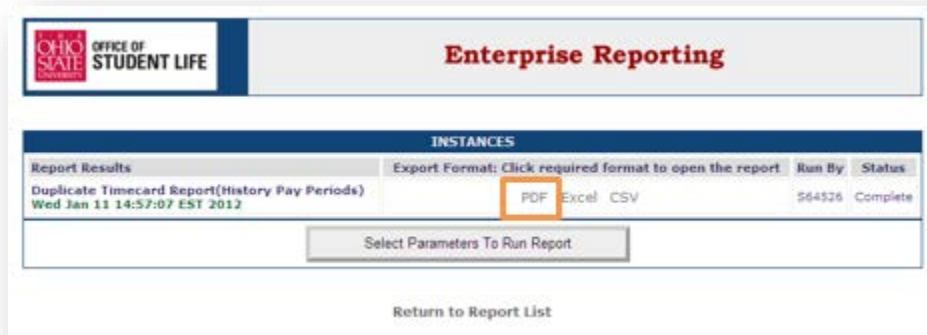 THE
OHIO
STATE
UNIVERSITY
OFFICE OF
STUDENT LIFE
Enterprise Reporting
INSTANCES
Report Results Export Format: Click required format to open the report Run By Status
Duplicate Timecard Report(History Pay Periods)
Wed Jan 11 14:57:07 EST 2012
PDF Excel CSV S64526 Complete
Select Parameters To Run Report
Return to Report List